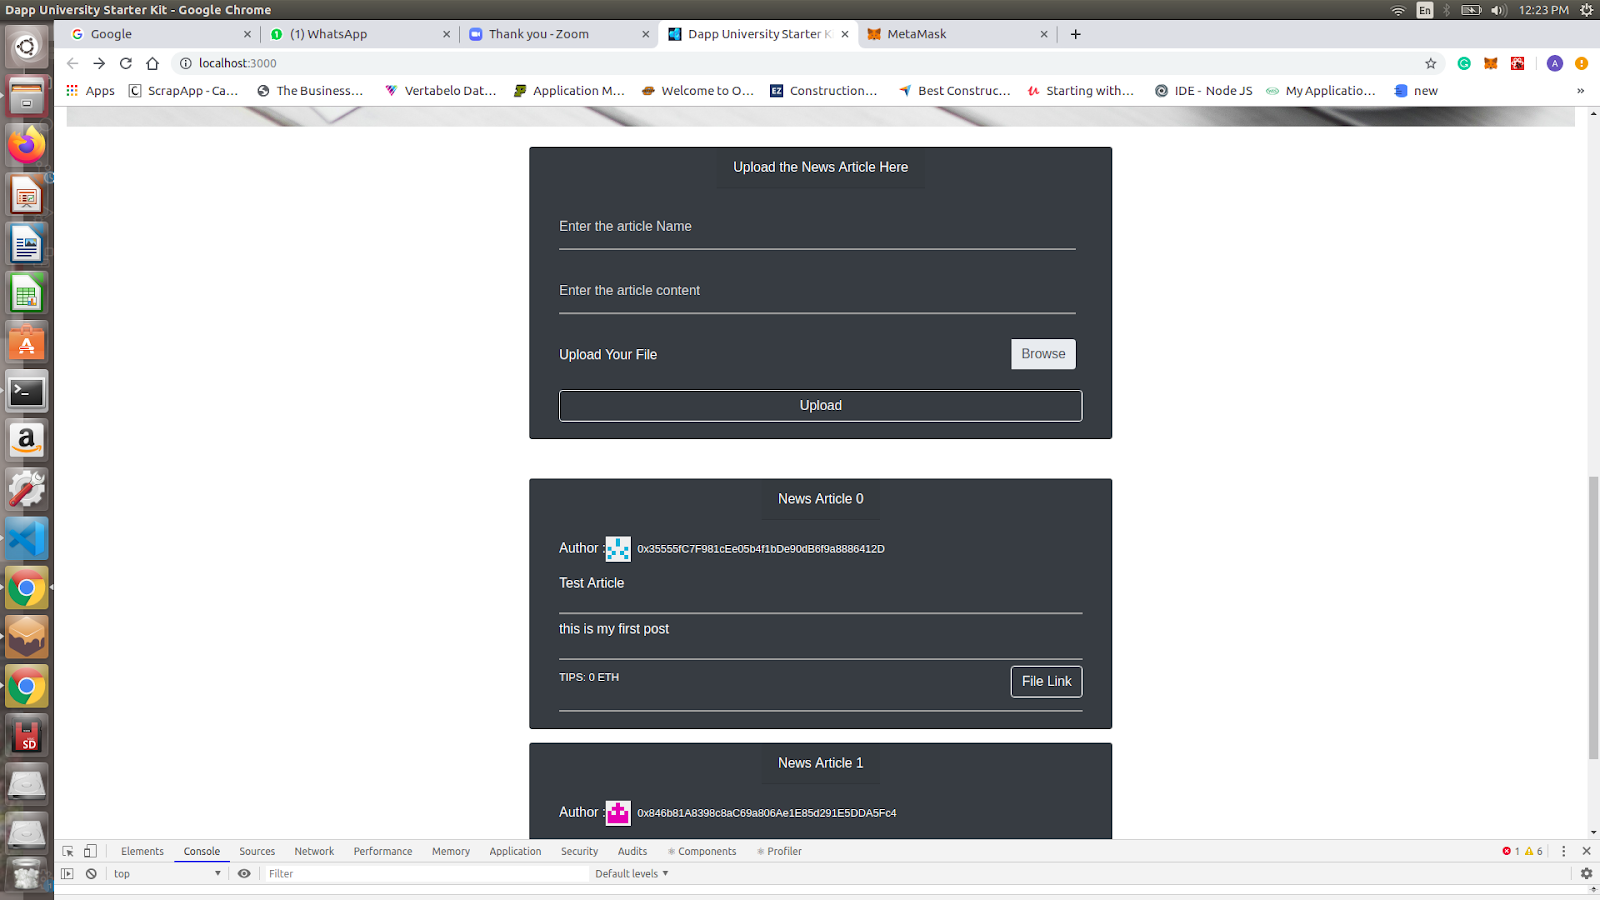 Dapp University Starter Kit - Google Chrome
En
12:23 PM
Google
(1) WhatsApp
Thank you - Zoom
Dapp University Starter K
MetaMask
localhost:3000
A
Apps
ScrapApp - Ca...
The Business...
Vertabelo Dat...
Application M...
Welcome to O...
EZ
Construction...
Best Construc...
Starting with...
IDE - Node JS
My Applicatio...
new
»
Upload the News Article Here
Enter the article Name
Enter the article content
Upload Your File
Browse
Upload
News Article 0
Author :
0x35555fC7F981cEe05b4f1bDe90dB6f9a8886412D
Test Article
this is my first post
TIPS: 0 ETH
File Link
News Article 1
Author :
0x846b81A8398c8aC69a806Ae1E85d291E5DDA5Fc4
SD
Elements
Console
Sources
Network
Performance
Memory
Application
Security
Audits
Components
Profiler
1
6
top
Filter
Default levels